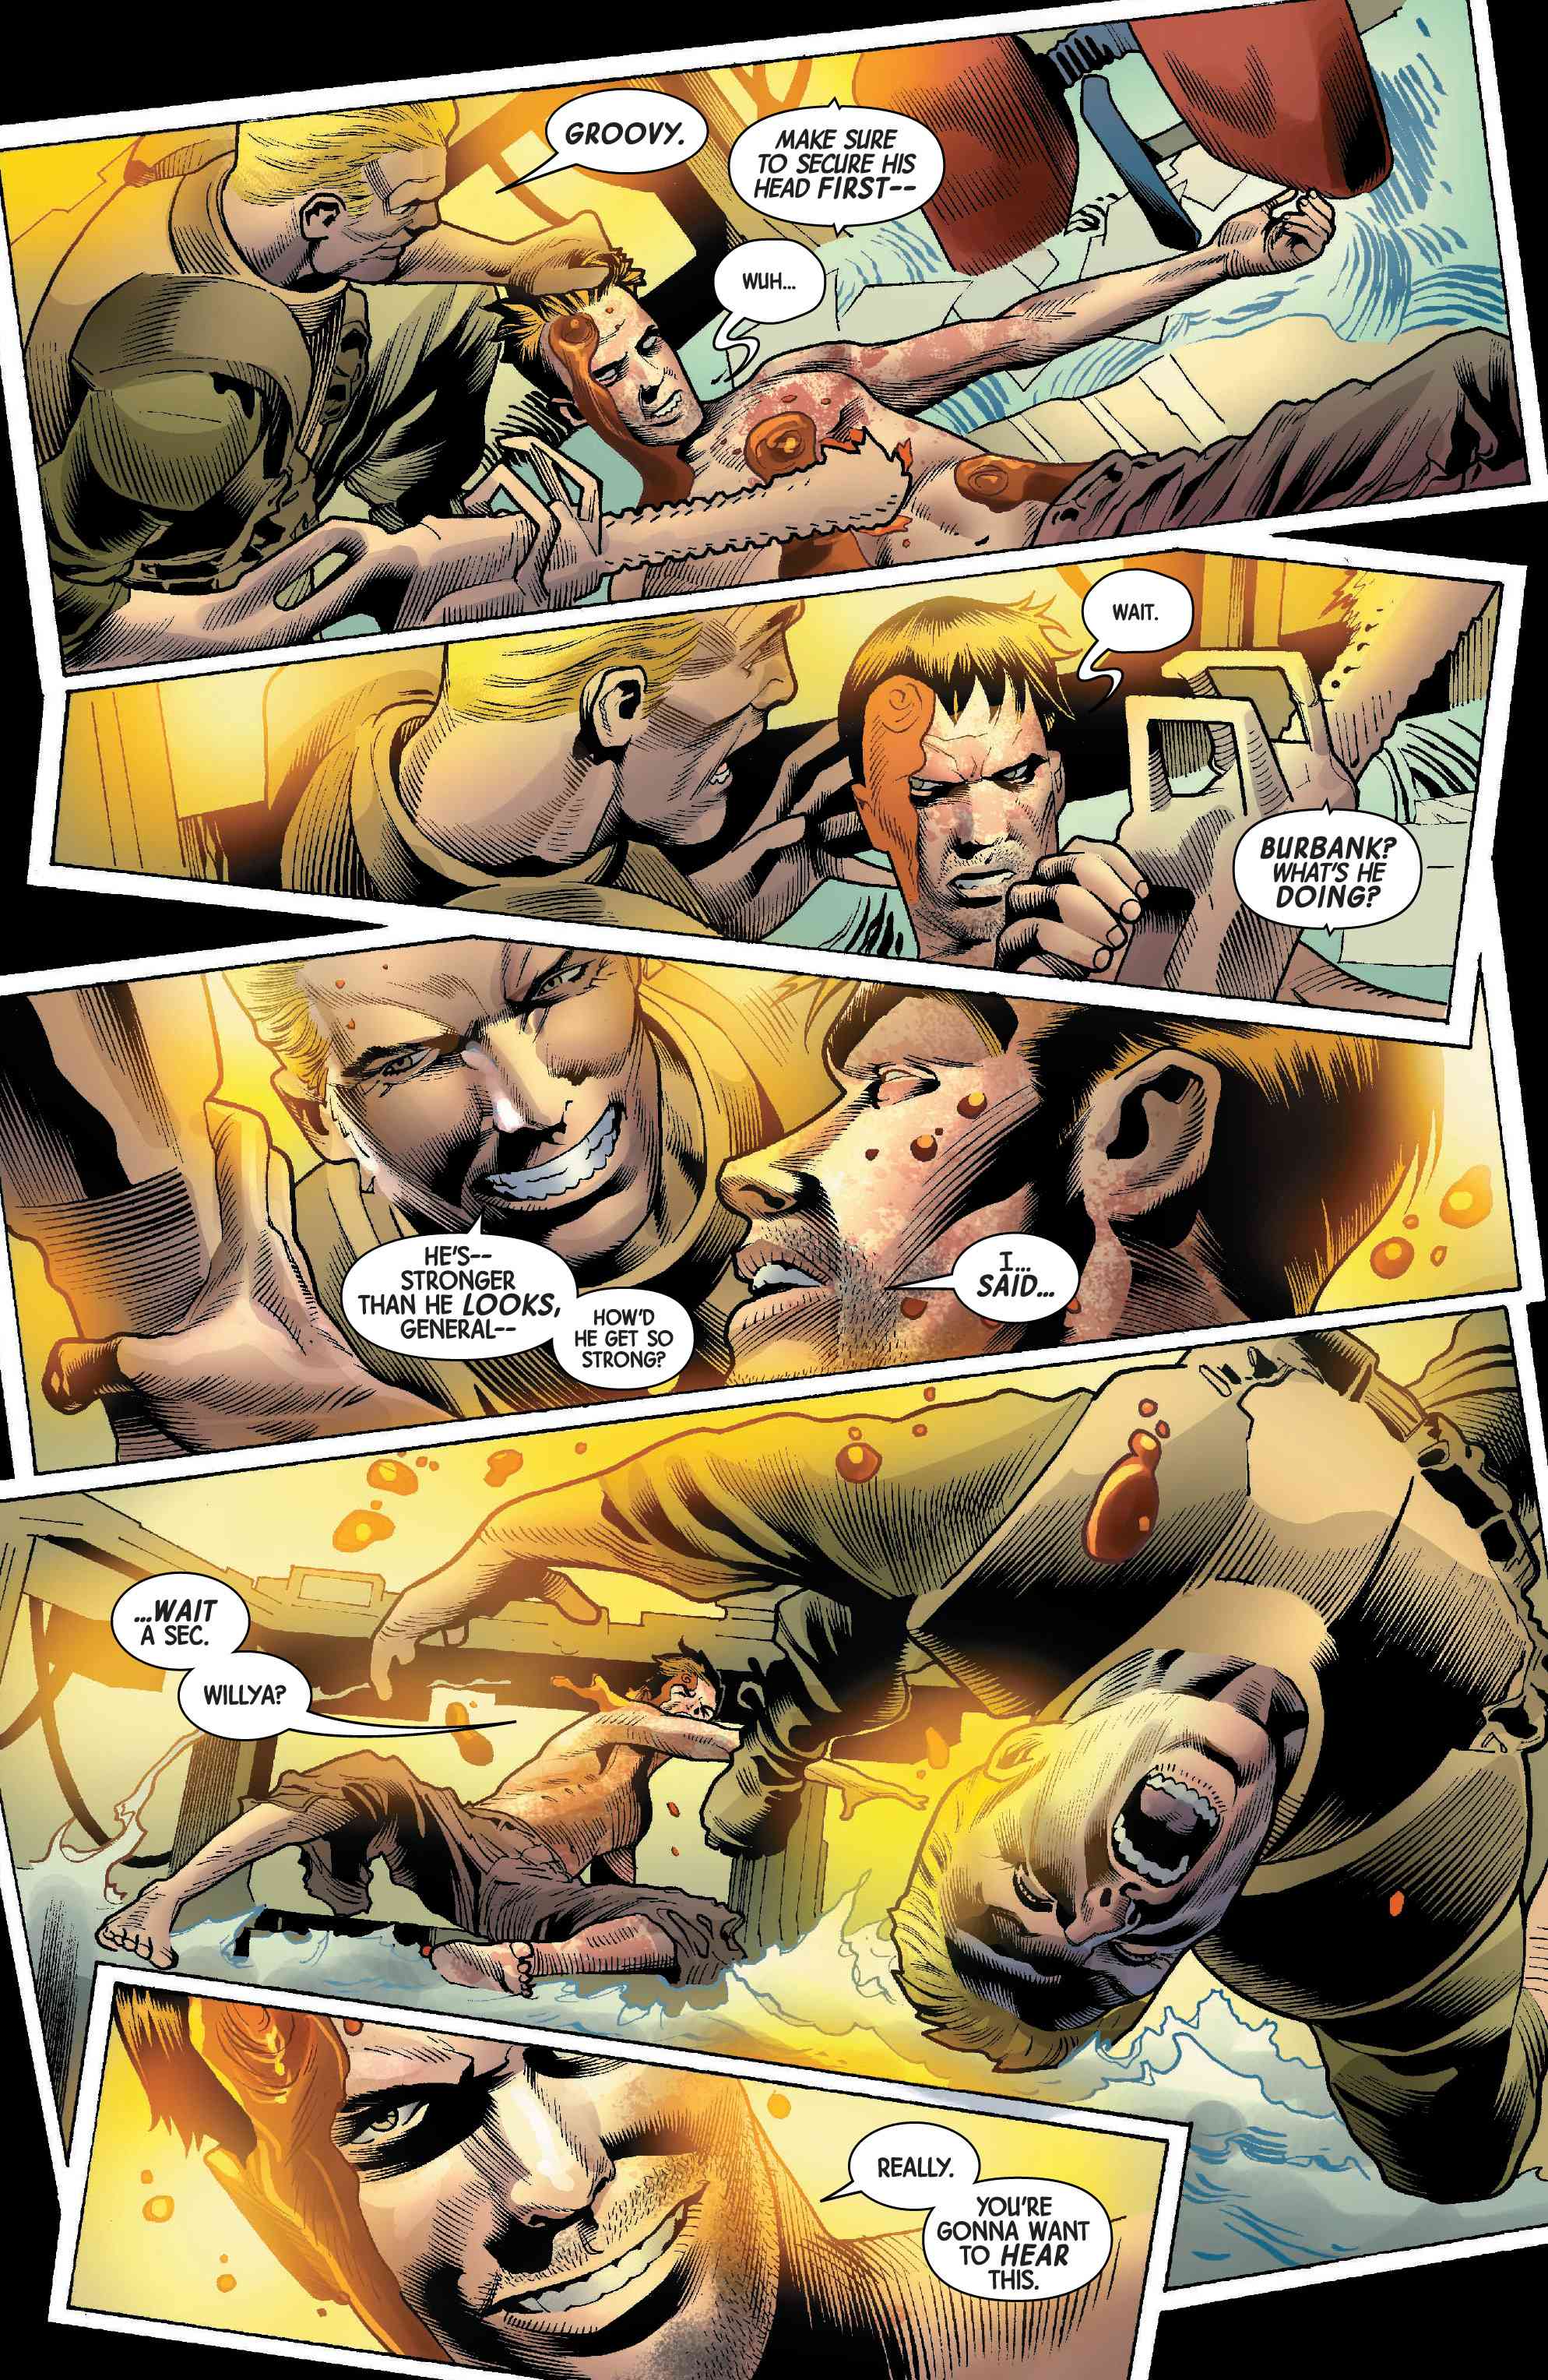 GROOVY.
MAKE SURE
TO SECURE HIS
HEAD FIRST--
WUH...
WAIT.
BURBANK?
WHAT'S HE
DOING?
HE'S--
STRONGER
THAN HE LOOKS,
GENERAL--
HOW'D
HE GET SO
STRONG?
I...
SAID...
...WAIT
A SEC.
WILLYA?
REALLY.
YOU'RE
GONNA WANT
TO HEAR
THIS.